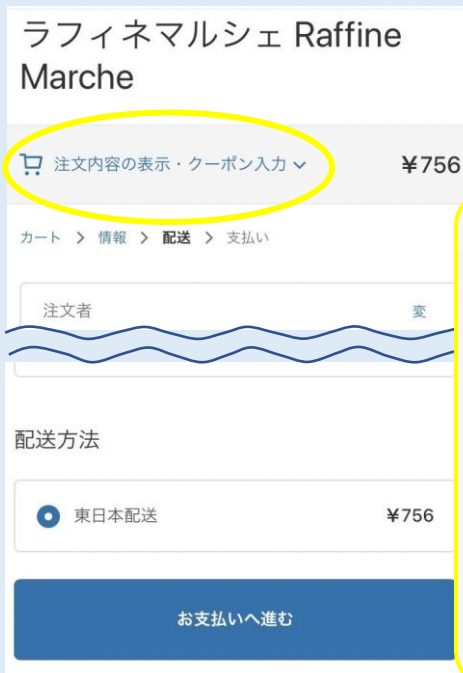 ラフィネマルシェ Raffine
Marche
注文内容の表示・クーポン入力 ¥756
カート > 情報 > 配送 > 支払い
注文者 変
配送方法
東日本配送 ¥756
お支払いへ進む